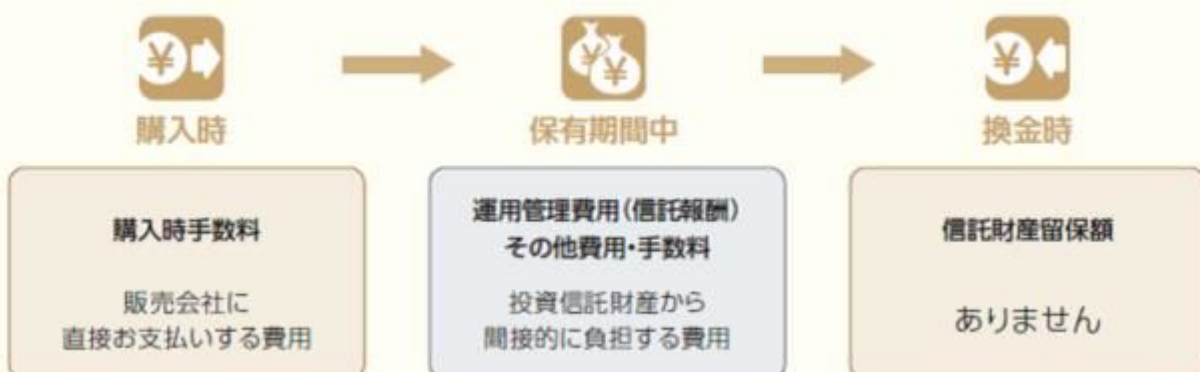 ¥
¥
¥
購入時
保有期間中
換金時
購入時手数料
販売会社に
直接お支払いする費用
運用管理費用(信託報酬)
その他費用・手数料
投資信託財産から
間接的に負担する費用
信託財産留保額
ありません